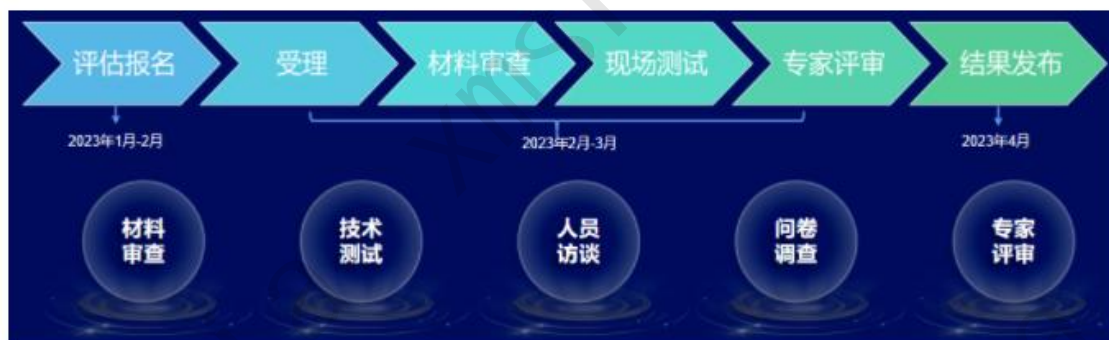 评估报名
受理
材料审查
现场测试
专家评审
结果发布
2023年1月-2月
2023年2月-3月
2023年4月
材料
审查
技术
测试
人员
访谈
问卷
调查
专家
评审